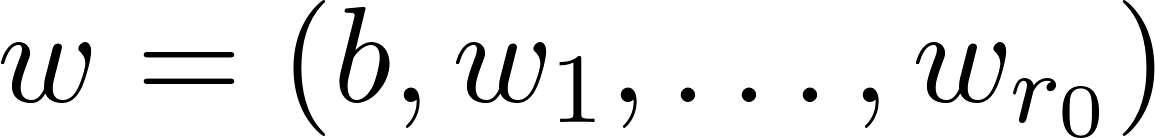 w = (b, w_1, . . . , w_{r_0})